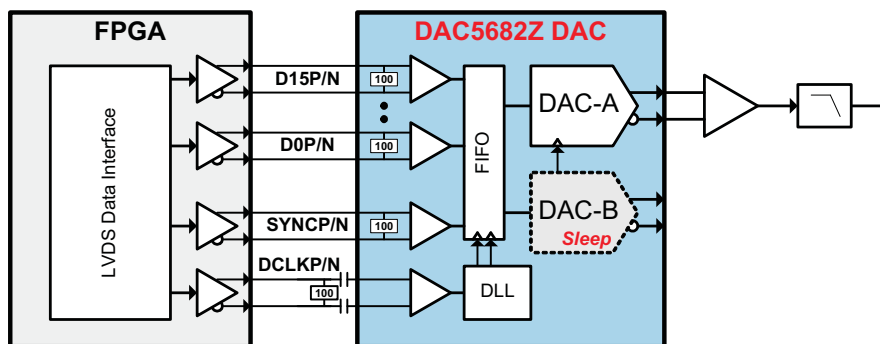 FPGA
DAC5682Z DAC
LVDS Data Interface
D15P/N
100
D0P/N
100
SYNCP/N
100
DCLKP/N
100
FIFO
DLL
DAC-A
DAC-B
Sleep